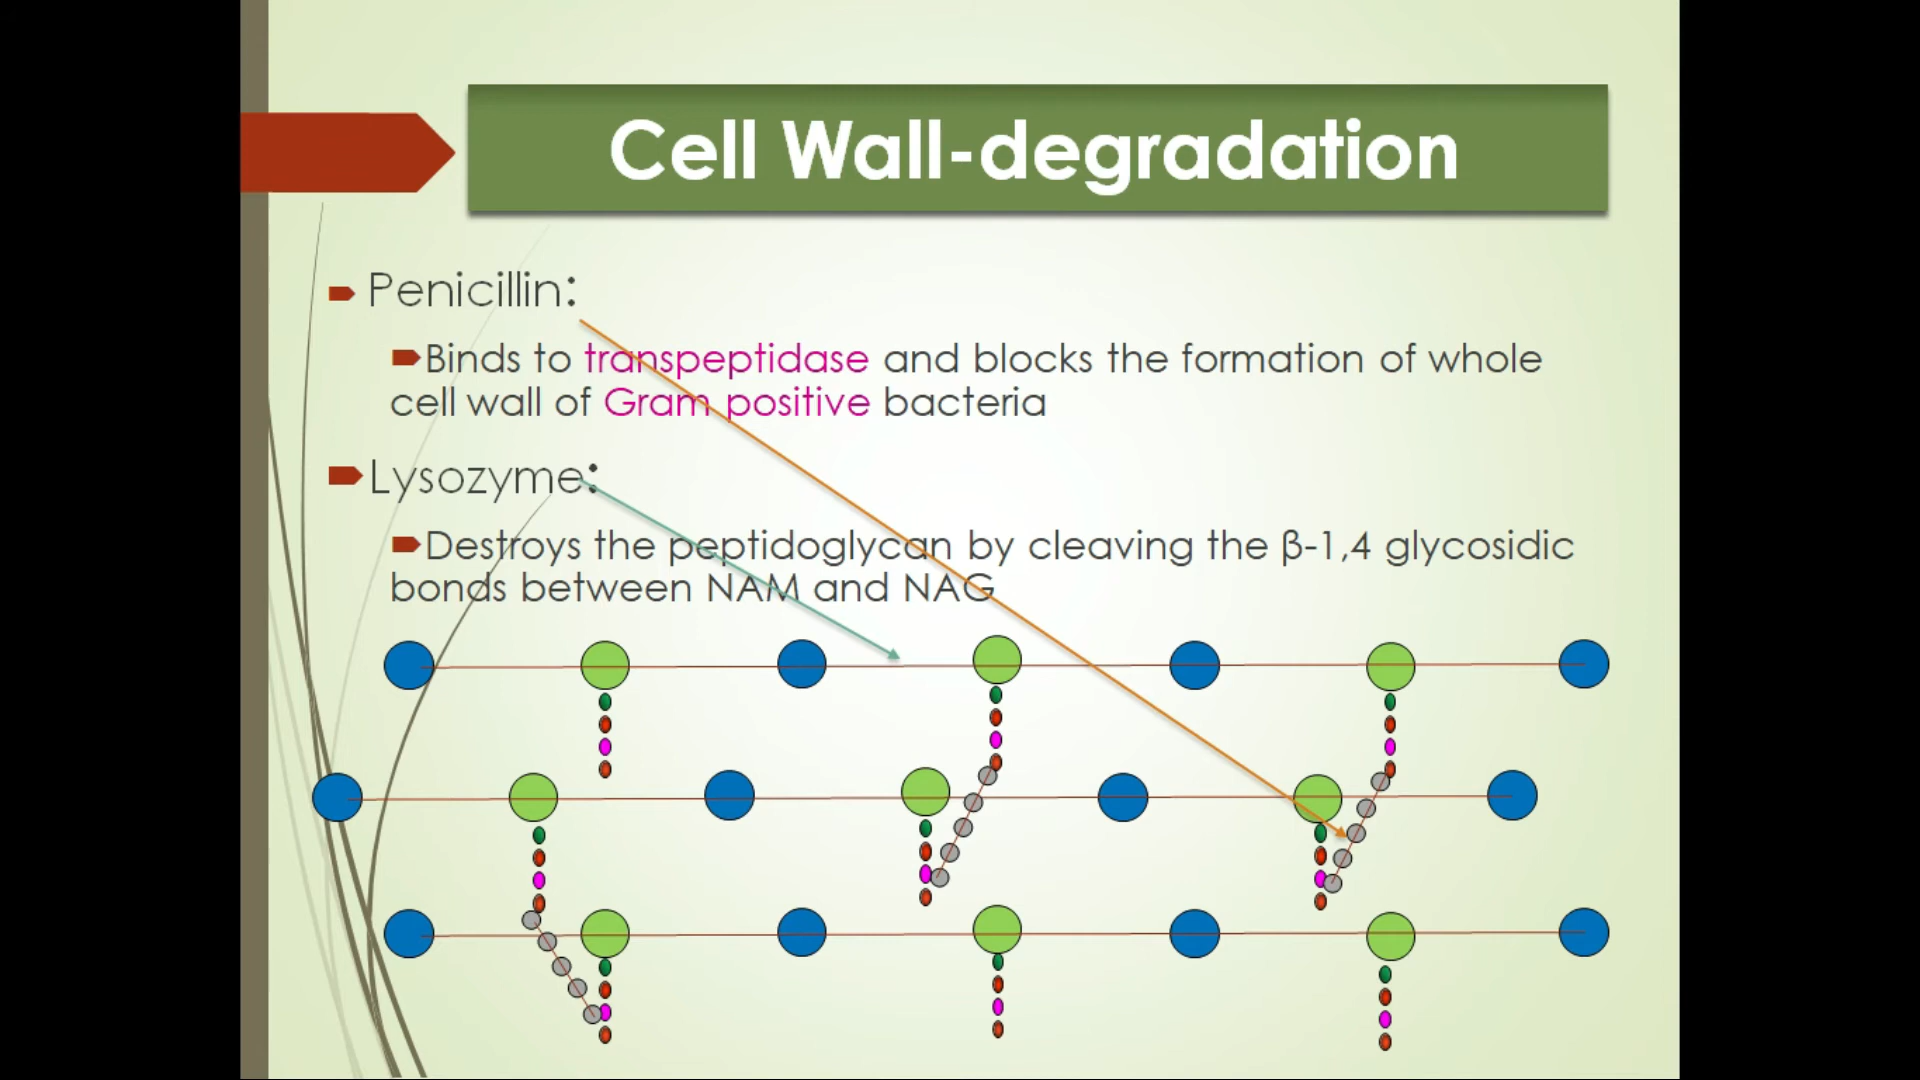 Cell Wall-degradation
Penicillin:
Binds to transpeptidase and blocks the formation of whole
cell wall of Gram positive bacteria
Lysozyme:
Destroys the peptidoglycan by cleaving the β-1,4 glycosidic
bonds between NAM and NAG